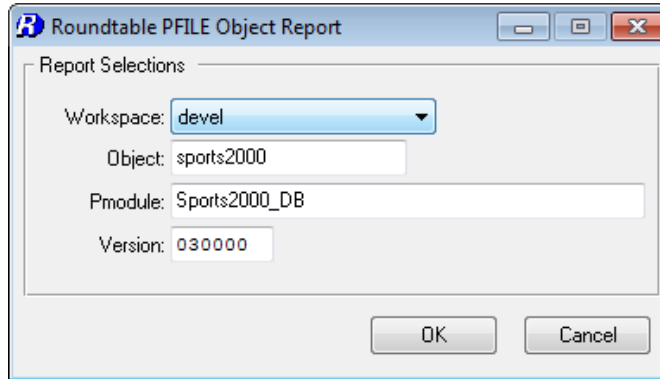 R Roundtable PFILE Object Report
Report Selections
Workspace: devel
Object: sports2000
Pmodule: Sports2000_DB
Version: 030000
OK Cancel